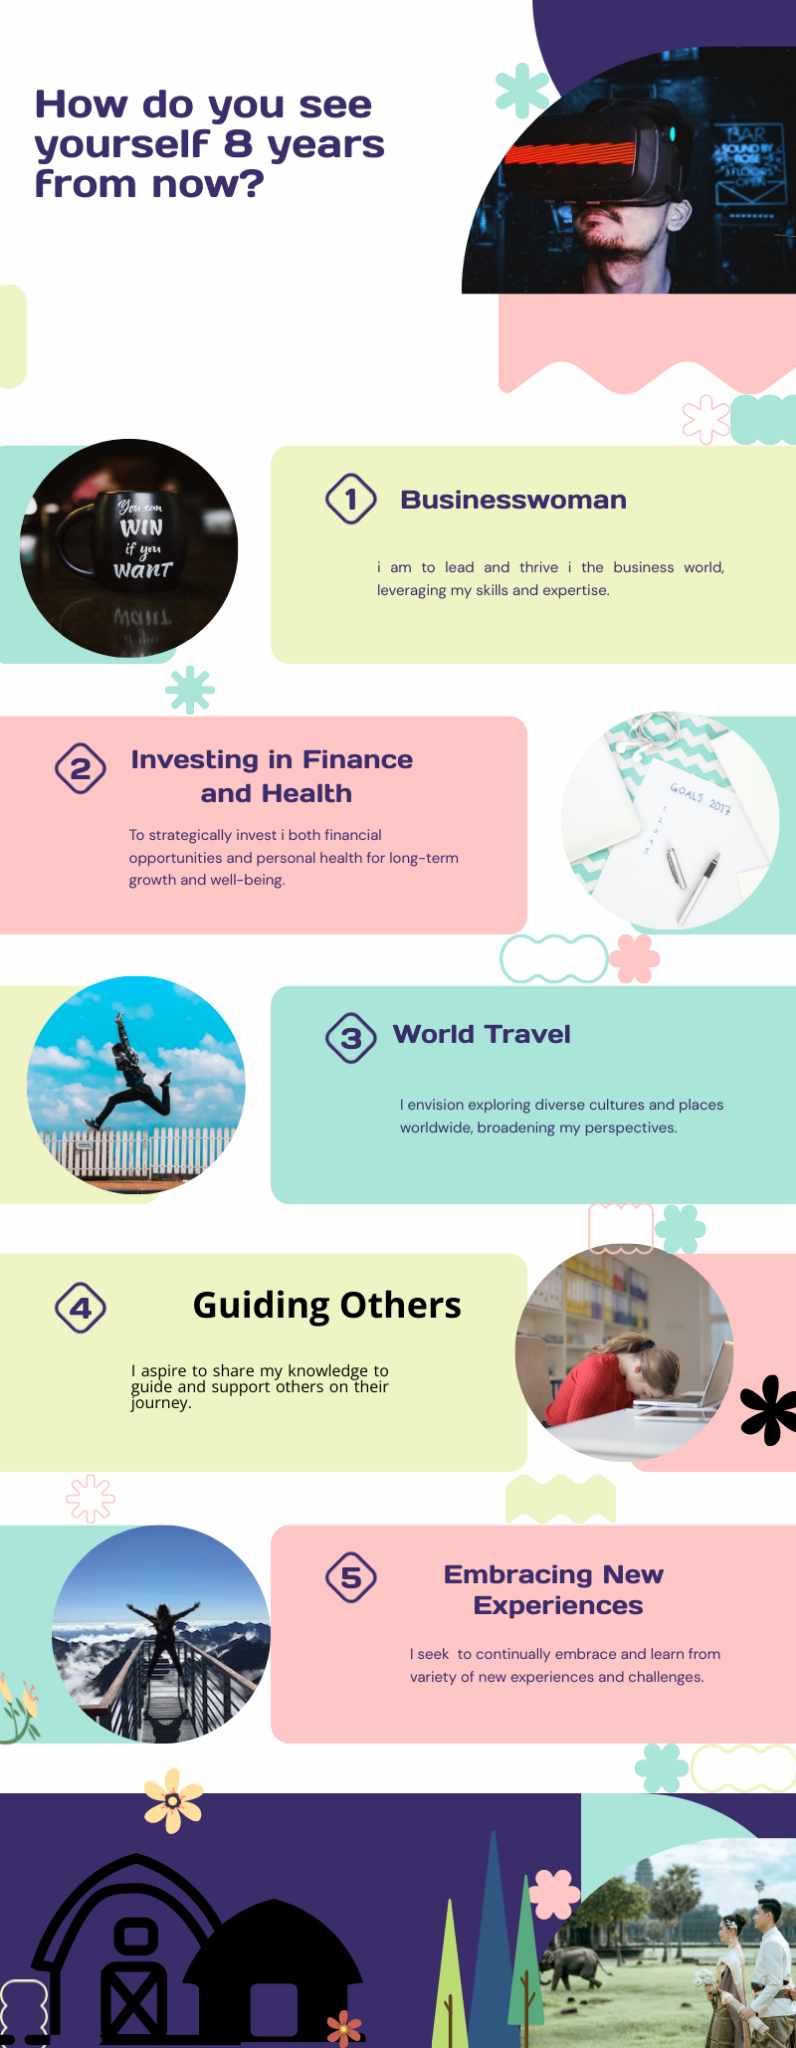 How do you see
yourself 8 years
from now?
BAR
SOUND BY
OPEN
1 Businesswoman
You can
WIN
if you
WANT
i am to lead and thrive i the business world,
leveraging my skills and expertise.
2 Investing in Finance
and Health
To strategically invest i both financial
opportunities and personal health for long-term
growth and well-being.
GOALS 2017
3 World Travel
I envision exploring diverse cultures and places
worldwide, broadening my perspectives.
4 Guiding Others
I aspire to share my knowledge to
guide and support others on their
journey.
5 Embracing New
Experiences
I seek to continually embrace and learn from
variety of new experiences and challenges.